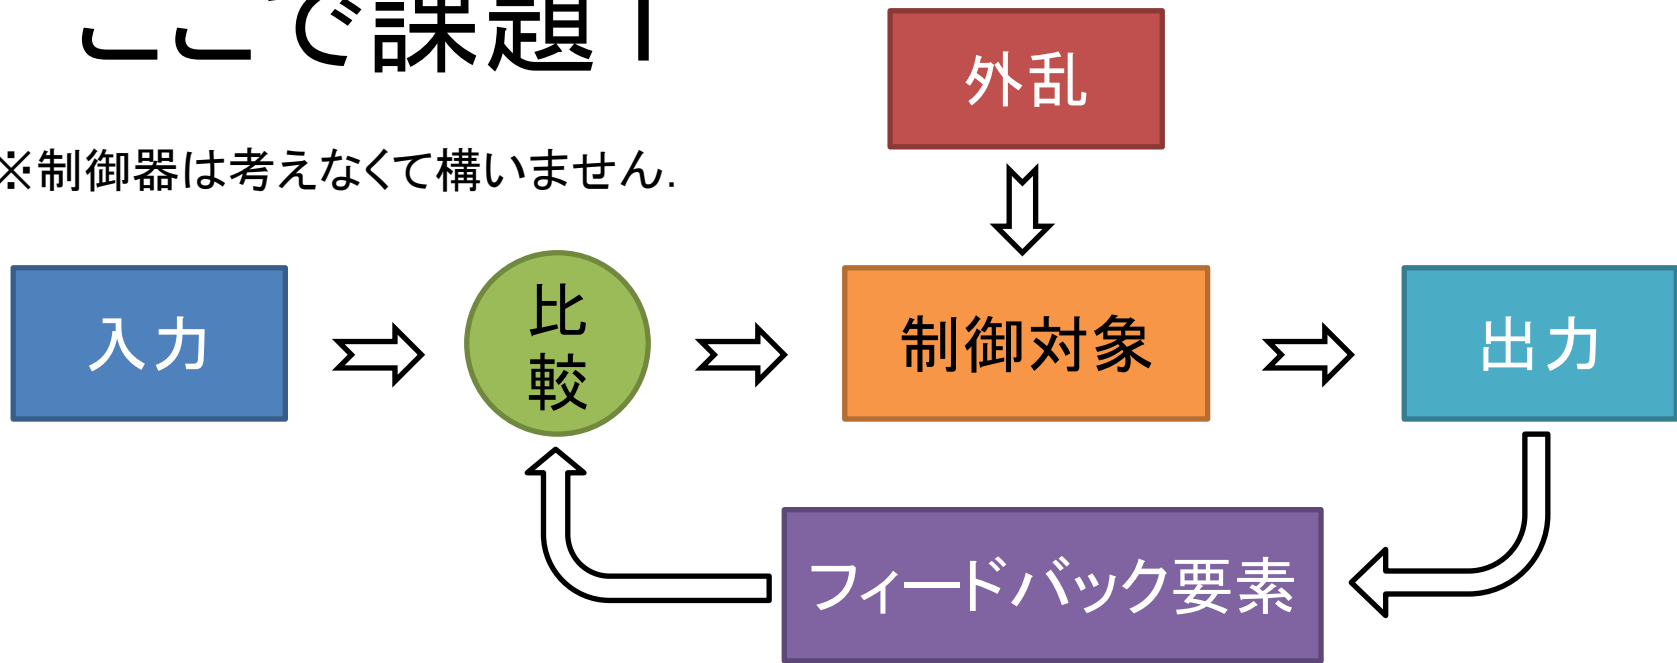 ここで課題1
※制御器は考えなくて構いません.
外乱
入力
比
較
制御対象
出力
フィードバック要素